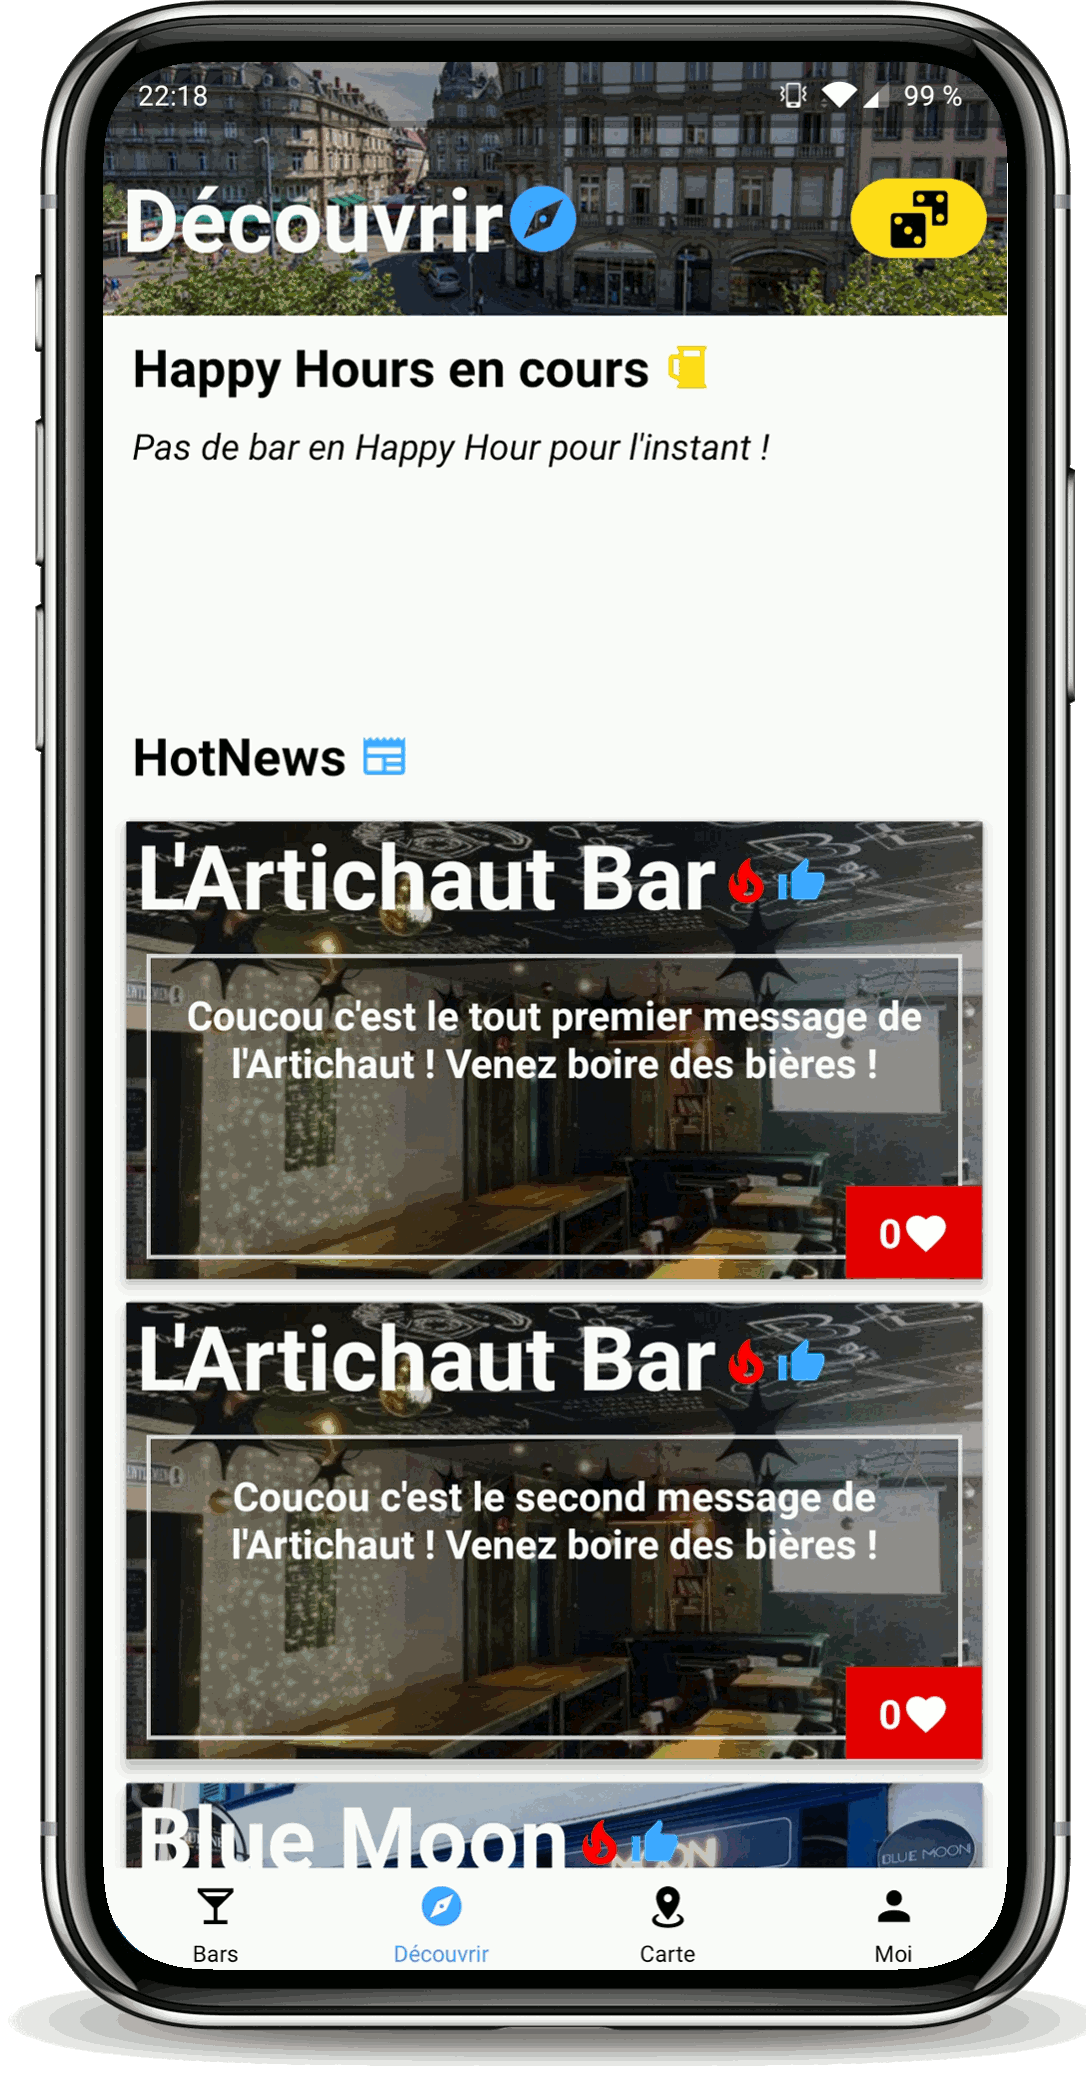 22:18
99 %
Découvrir
Happy Hours en cours
Pas de bar en Happy Hour pour l'instant !
HotNews
L'Artichaut Bar
Coucou c'est le tout premier message de
l'Artichaut ! Venez boire des bières !
0
L'Artichaut Bar
Coucou c'est le second message de
l'Artichaut ! Venez boire des bières !
0
Blue Moon
BLUE MOON
Bars
Découvrir
Carte
Moi